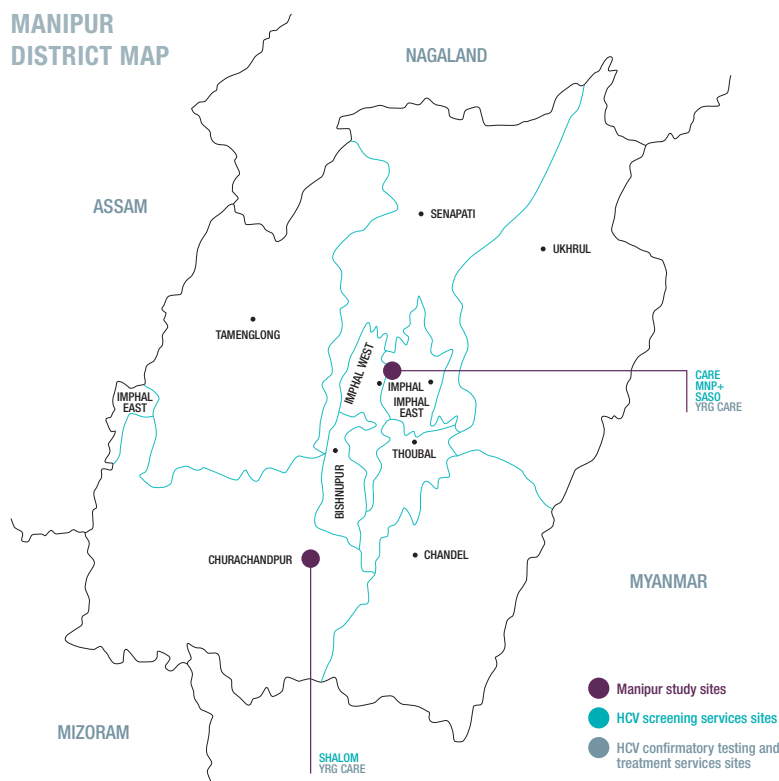 MANIPUR
DISTRICT MAP
NAGALAND
ASSAM
SENAPATI
UKHRUL
TAMENGLONG
IMPHAL WEST
CARE
MNP+
SASO
YRG CARE
IMPHAL
IMPHAL
EAST
IMPHAL
EAST
THOUBAL
BISHNUPUR
CHURACHANDPUR
CHANDEL
MYANMAR
MIZORAM
SHALOM
YRG CARE
Manipur study sites
HCV screening services sites
HCV confirmatory testing and
treatment services sites